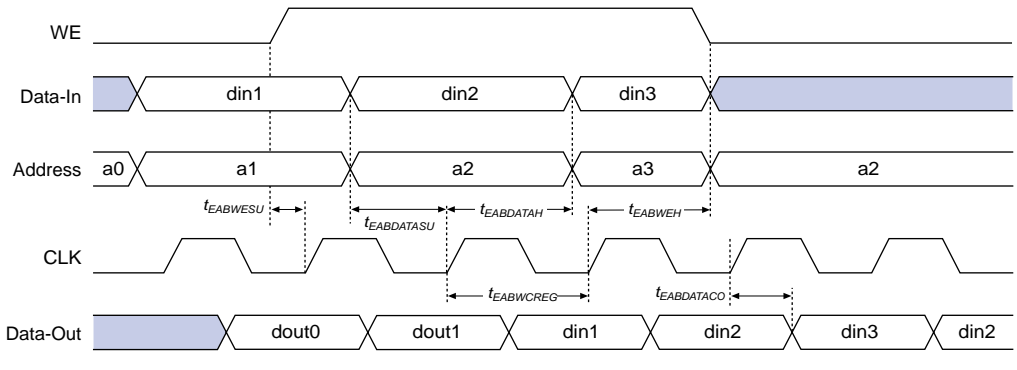 WE
Data-In din1 din2 din3
Address a0 a1 a2 a3 a2
tEABWESU tEABDATASU tEABDATAH tEABWEH
CLK
tEABWCREG tEABDATACO
Data-Out dout0 dout1 din1 din2 din3 din2